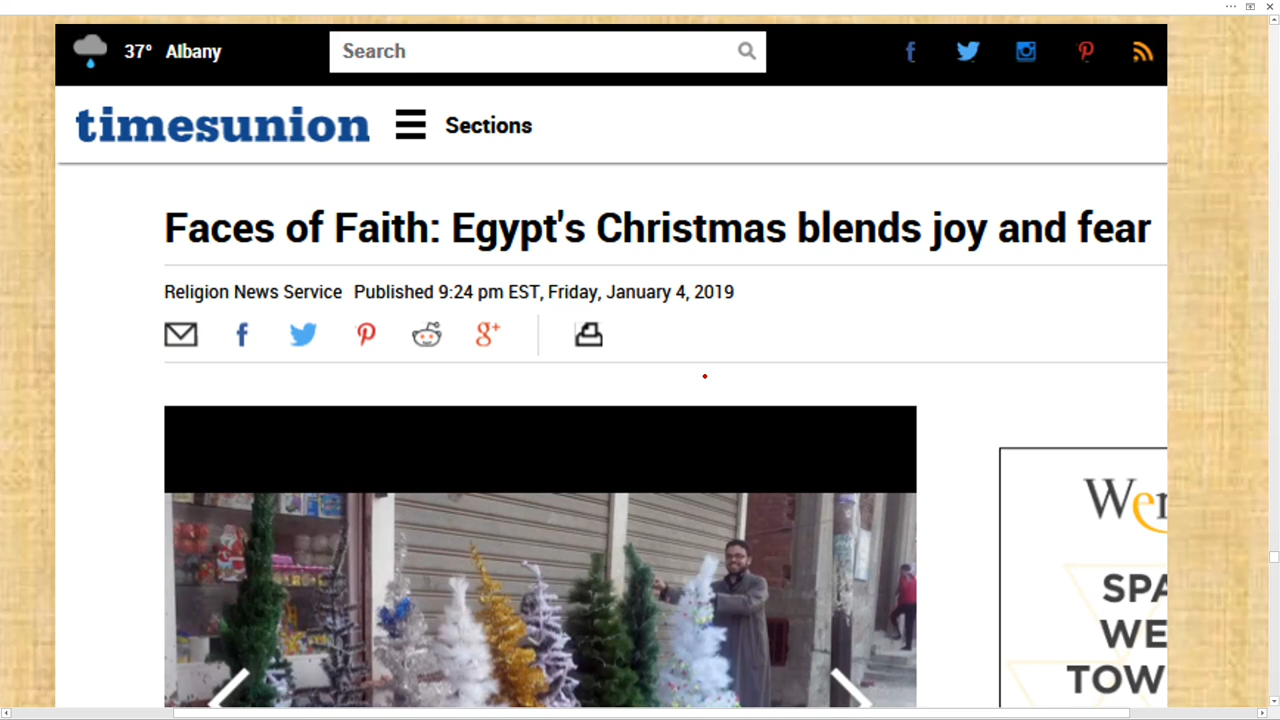 37° Albany
Search
timesunion
Sections
Faces of Faith: Egypt's Christmas blends joy and fear
Religion News Service Published 9:24 pm EST, Friday, January 4, 2019
We
SPA
WE
TOW